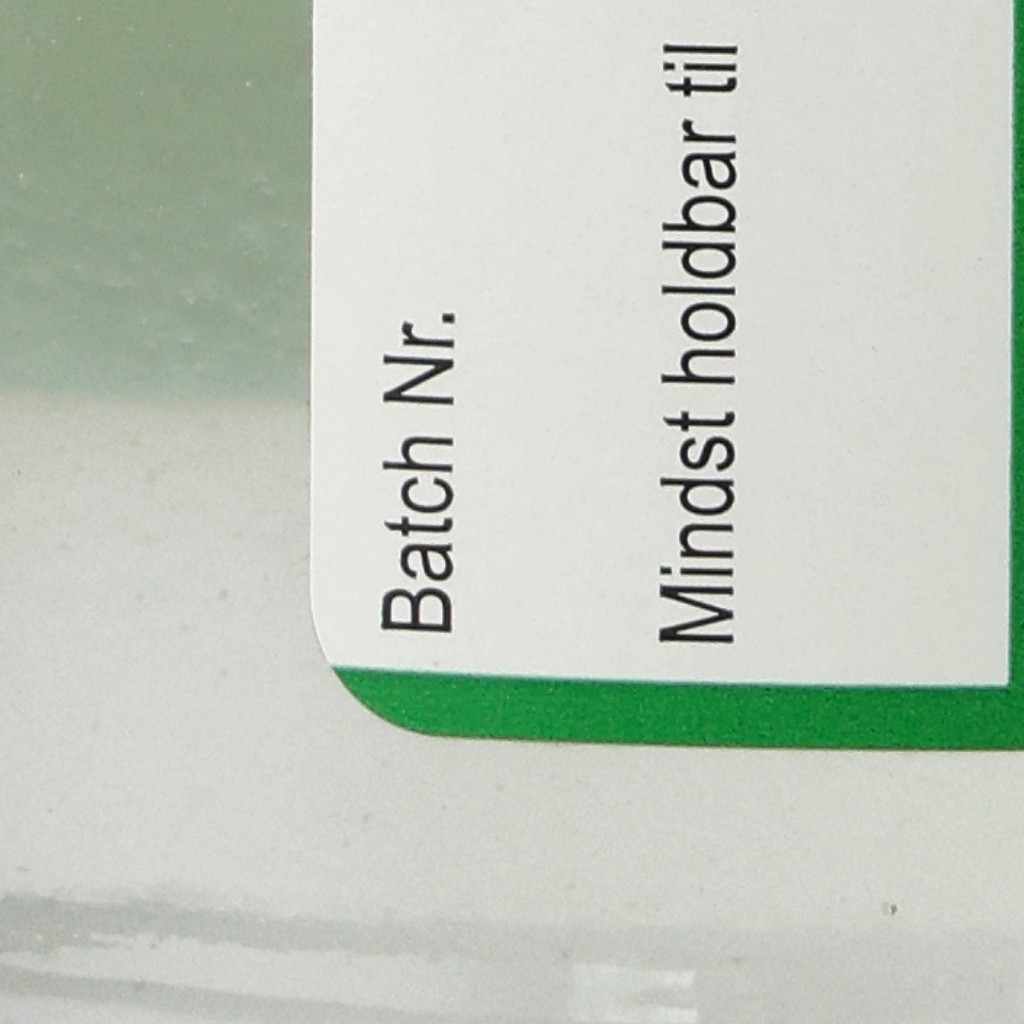 Batch Nr.
Mindst holdbar til